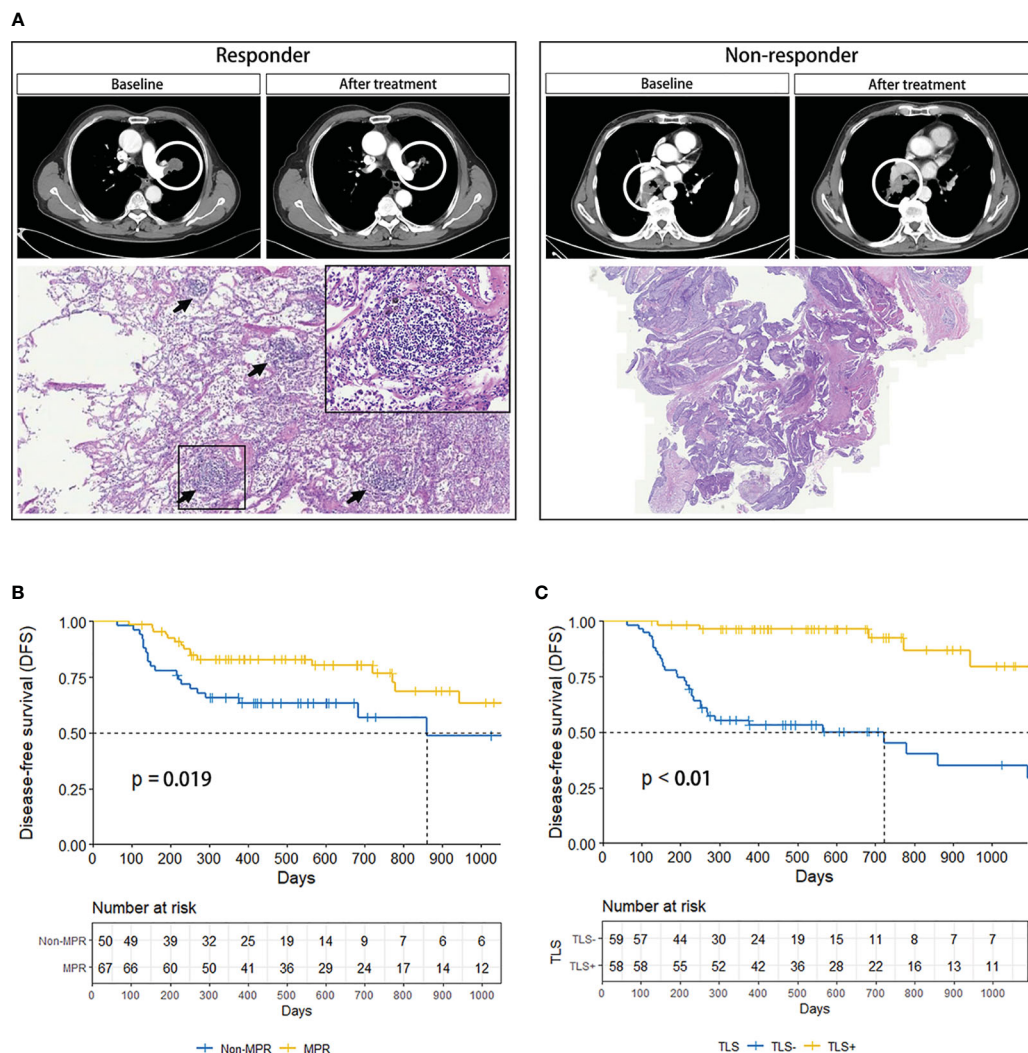 A
Responder
Non-responder
Baseline
After treatment
Baseline
After treatment
B
Disease-free survival (DFS)
1.00
0.75
0.50
0.25
0.00
p = 0.019
0 100 200 300 400 500 600 700 800 900 1000
Days
Number at risk
Non-MPR 50 49 39 32 25 19 14 9 7 6 6
MPR 67 66 60 50 41 36 29 24 17 14 12
0 100 200 300 400 500 600 700 800 900 1000
Days
Non-MPR MPR
C
Disease-free survival (DFS)
1.00
0.75
0.50
0.25
0.00
p < 0.01
0 100 200 300 400 500 600 700 800 900 1000
Days
Number at risk
TLS
TLS- 59 57 44 30 24 19 15 11 8 7 7
TLS+ 58 58 55 52 42 36 28 22 16 13 11
0 100 200 300 400 500 600 700 800 900 1000
Days
TLS TLS- TLS+